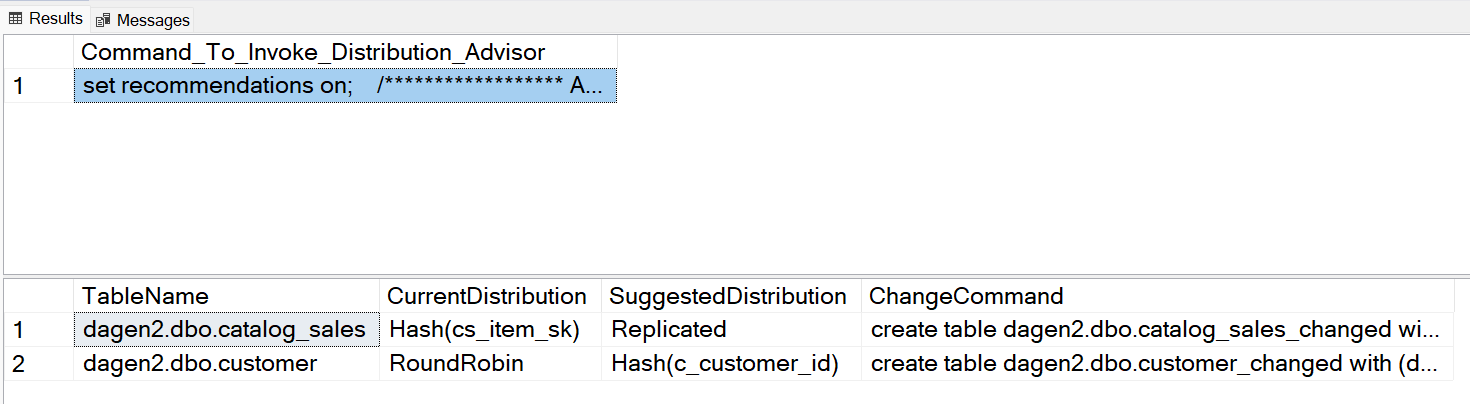 Results Messages
Command_To_Invoke_Distribution_Advisor
1 set recommendations on; /****************** A...
TableName CurrentDistribution SuggestedDistribution ChangeCommand
1 dagen2.dbo.catalog_sales Hash(cs_item_sk) Replicated create table dagen2.dbo.catalog_sales_changed wi...
2 dagen2.dbo.customer RoundRobin Hash(c_customer_id) create table dagen2.dbo.customer_changed with (d...